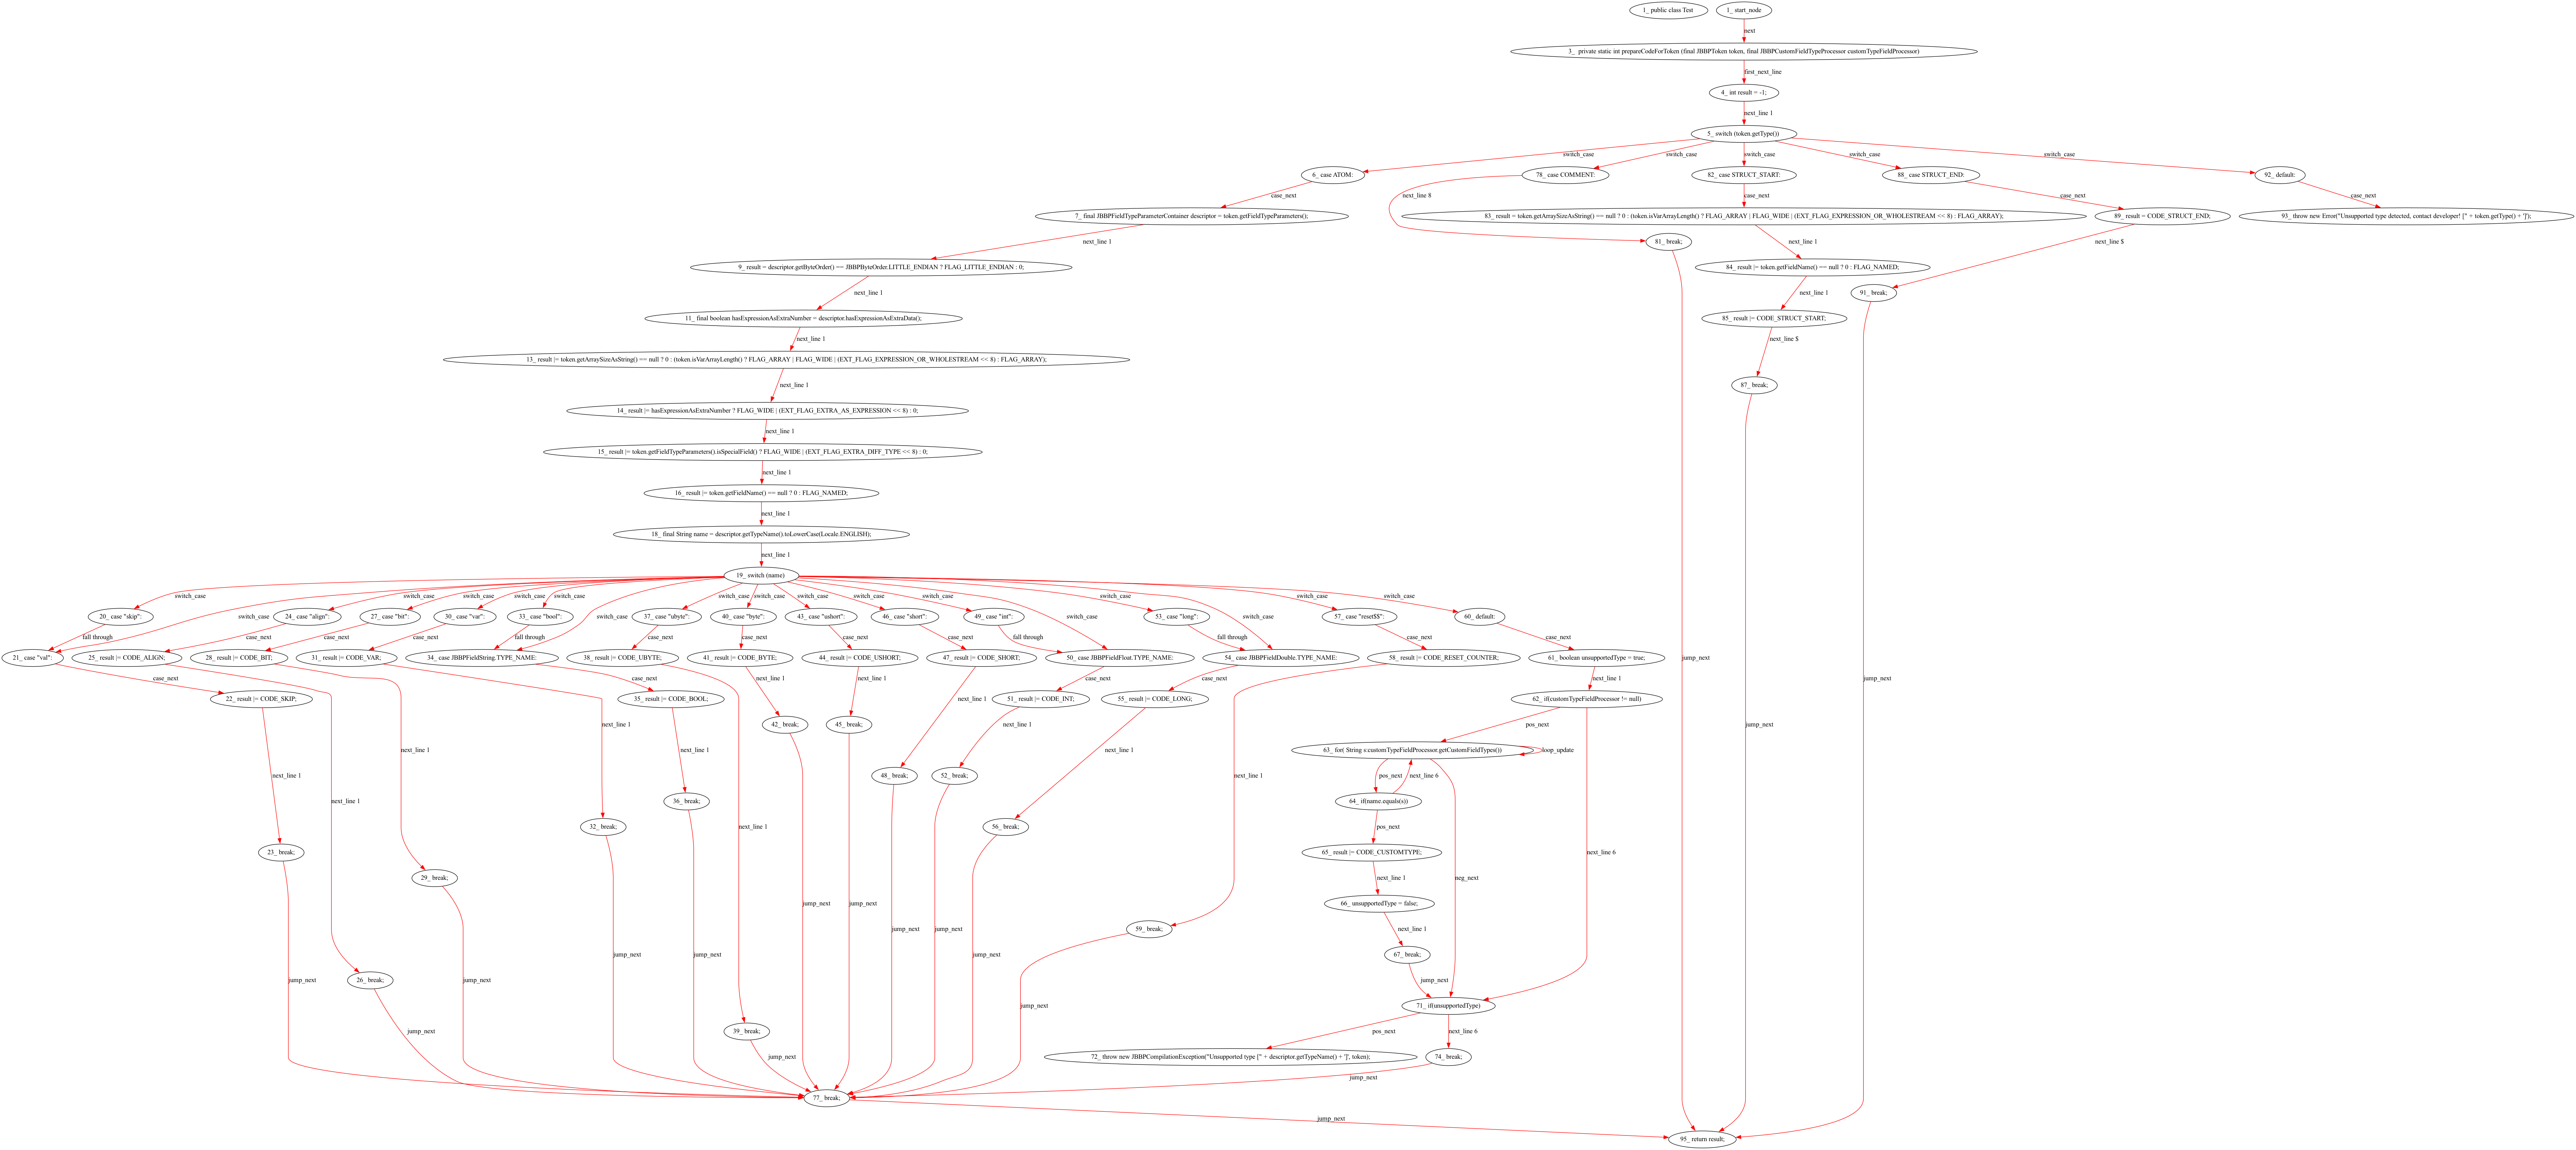 1_ public class Test
1_ start_node
next
3_ private static int prepareCodeForToken (final JBBPToken token, final JBBPCustomFieldTypeProcessor customTypeFieldProcessor)
first_next_line
4_ int result = -1;
next_line 1
5_ switch (token.getType())
switch_case
switch_case
switch_case
switch_case
switch_case
6_ case ATOM:
78_ case COMMENT:
82_ case STRUCT_START:
88_ case STRUCT_END:
92_ default:
case_next
next_line 8
case_next
case_next
case_next
7_ final JBBPFieldTypeParameterContainer descriptor = token.getFieldTypeParameters();
83_ result = token.getArraySizeAsString() == null ? 0 : (token.isVarArrayLength() ? FLAG_ARRAY | FLAG_WIDE | (EXT_FLAG_EXPRESSION_OR_WHOLESTREAM << 8) : FLAG_ARRAY);
89_ result = CODE_STRUCT_END;
93_ throw new Error("Unsupported type detected, contact developer! [" + token.getType() + ']');
next_line 1
81_ break;
next_line 1
next_line $
9_ result = descriptor.getByteOrder() == JBBPByteOrder.LITTLE_ENDIAN ? FLAG_LITTLE_ENDIAN : 0;
84_ result |= token.getFieldName() == null ? 0 : FLAG_NAMED;
next_line 1
next_line 1
91_ break;
11_ final boolean hasExpressionAsExtraNumber = descriptor.hasExpressionAsExtraData();
85_ result |= CODE_STRUCT_START;
next_line 1
next_line $
13_ result |= token.getArraySizeAsString() == null ? 0 : (token.isVarArrayLength() ? FLAG_ARRAY | FLAG_WIDE | (EXT_FLAG_EXPRESSION_OR_WHOLESTREAM << 8) : FLAG_ARRAY);
next_line 1
87_ break;
14_ result |= hasExpressionAsExtraNumber ? FLAG_WIDE | (EXT_FLAG_EXTRA_AS_EXPRESSION << 8) : 0;
next_line 1
15_ result |= token.getFieldTypeParameters().isSpecialField() ? FLAG_WIDE | (EXT_FLAG_EXTRA_DIFF_TYPE << 8) : 0;
next_line 1
16_ result |= token.getFieldName() == null ? 0 : FLAG_NAMED;
next_line 1
18_ final String name = descriptor.getTypeName().toLowerCase(Locale.ENGLISH);
next_line 1
19_ switch (name)
switch_case
switch_case
switch_case
switch_case
switch_case
switch_case
switch_case
switch_case
switch_case
switch_case
switch_case
switch_case
switch_case
20_ case "skip":
switch_case
24_ case "align":
27_ case "bit":
30_ case "var":
33_ case "bool":
switch_case
37_ case "ubyte":
40_ case "byte":
43_ case "ushort":
46_ case "short":
49_ case "int":
switch_case
53_ case "long":
switch_case
57_ case "reset$$":
60_ default:
fall through
case_next
case_next
case_next
fall through
case_next
case_next
case_next
case_next
fall through
fall through
case_next
case_next
21_ case "val":
25_ result |= CODE_ALIGN;
28_ result |= CODE_BIT;
31_ result |= CODE_VAR;
34_ case JBBPFieldString.TYPE_NAME:
38_ result |= CODE_UBYTE;
41_ result |= CODE_BYTE;
44_ result |= CODE_USHORT;
47_ result |= CODE_SHORT;
50_ case JBBPFieldFloat.TYPE_NAME:
54_ case JBBPFieldDouble.TYPE_NAME:
58_ result |= CODE_RESET_COUNTER;
61_ boolean unsupportedType = true;
case_next
case_next
next_line 1
next_line 1
case_next
case_next
next_line 1
22_ result |= CODE_SKIP;
35_ result |= CODE_BOOL;
next_line 1
51_ result |= CODE_INT;
55_ result |= CODE_LONG;
62_ if(customTypeFieldProcessor != null)
next_line 1
42_ break;
45_ break;
next_line 1
pos_next
next_line 1
next_line 1
next_line 1
63_ for( String s:customTypeFieldProcessor.getCustomFieldTypes())
loop_update
next_line 1
48_ break;
52_ break;
next_line 1
pos_next
next_line 6
next_line 1
36_ break;
64_ if(name.equals(s))
32_ break;
next_line 1
56_ break;
pos_next
23_ break;
65_ result |= CODE_CUSTOMTYPE;
next_line 6
29_ break;
next_line 1
neg_next
jump_next
jump_next
66_ unsupportedType = false;
59_ break;
jump_next
jump_next
next_line 1
jump_next
jump_next
67_ break;
jump_next
jump_next
jump_next
26_ break;
jump_next
jump_next
jump_next
jump_next
jump_next
71_ if(unsupportedType)
jump_next
39_ break;
pos_next
next_line 6
jump_next
72_ throw new JBBPCompilationException("Unsupported type [" + descriptor.getTypeName() + ']', token);
74_ break;
jump_next
77_ break;
jump_next
jump_next
jump_next
95_ return result;